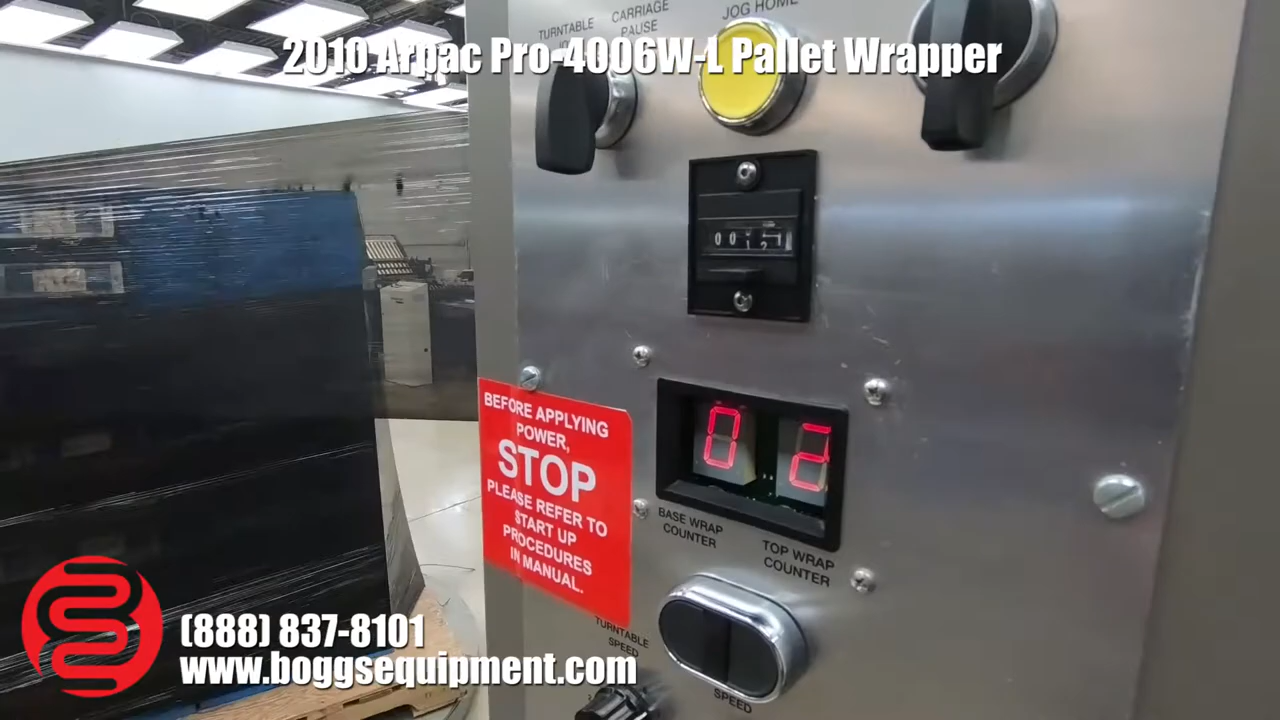 2010 Arpac Pro-4006W-L Pallet Wrapper
TURNTABLE
CARRIAGE
PAUSE
JOG HOME
BEFORE APPLYING
POWER,
STOP
PLEASE REFER TO
START UP
PROCEDURES
IN MANUAL.
0 2
BASE WRAP
COUNTER
TOP WRAP
COUNTER
TURNTABLE
SPEED
SPEED
(888) 837-8101
www.boggsequipment.com